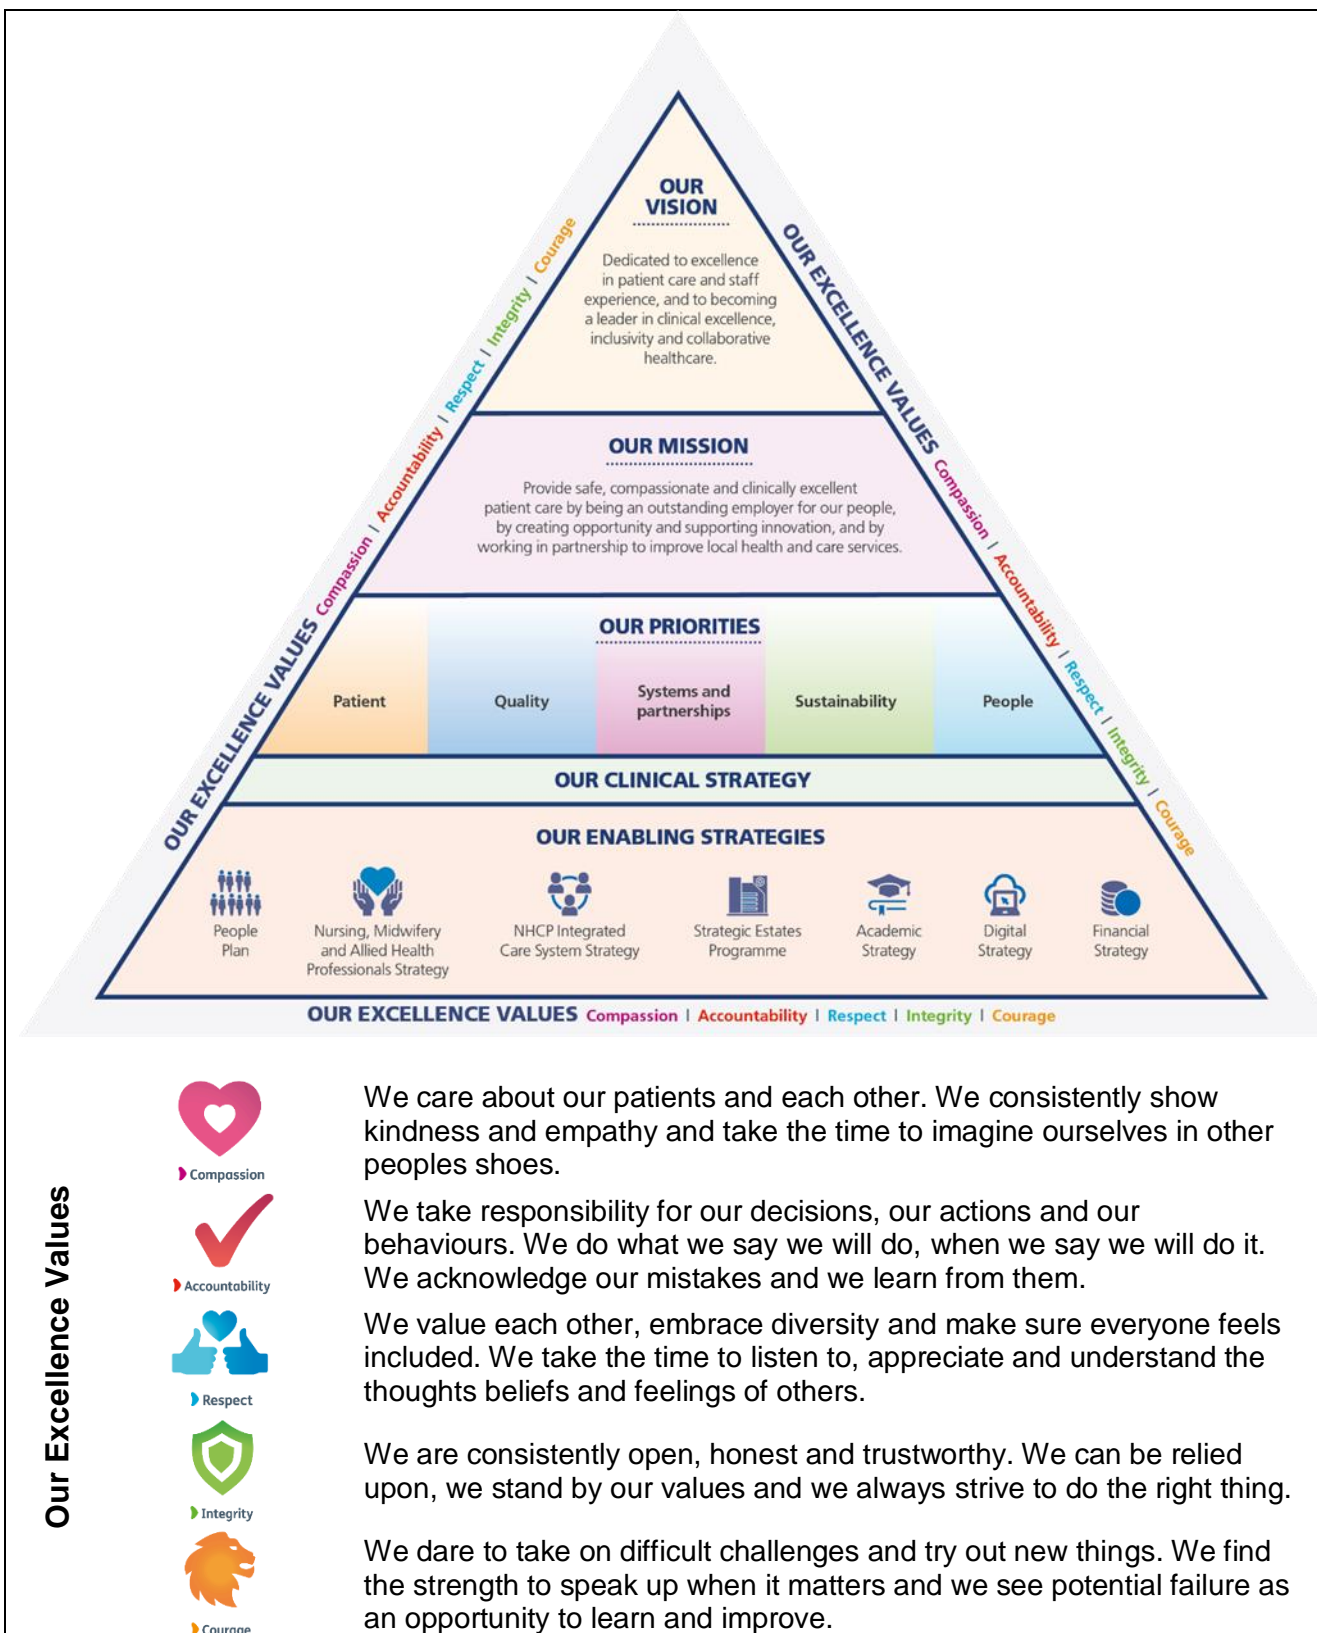 OUR
VISION
Dedicated to excellence
in patient care and staff
experience, and to becoming
a leader in clinical excellence,
inclusivity and collaborative
healthcare.
OUR MISSION
Provide safe, compassionate and clinically excellent
patient care by being an outstanding employer for our people,
by creating opportunity and supporting innovation, and by
working in partnership to improve local health and care services.
OUR PRIORITIES
Patient
Quality
Systems and
partnerships
Sustainability
People
OUR CLINICAL STRATEGY
OUR ENABLING STRATEGIES
People
Plan
Nursing, Midwifery
and Allied Health
Professionals Strategy
NHCP Integrated
Care System Strategy
Strategic Estates
Programme
Academic
Strategy
Digital
Strategy
Financial
Strategy
OUR EXCELLENCE VALUES Compassion | Accountability | Respect | Integrity | Courage
OUR EXCELLENCE VALUES Compassion | Accountability | Respect | Integrity | Courage
OUR EXCELLENCE VALUES Compassion | Accountability | Respect | Integrity | Courage
Our Excellence Values
Compassion
We care about our patients and each other. We consistently show
kindness and empathy and take the time to imagine ourselves in other
peoples shoes.
Accountability
We take responsibility for our decisions, our actions and our
behaviours. We do what we say we will do, when we say we will do it.
We acknowledge our mistakes and we learn from them.
Respect
We value each other, embrace diversity and make sure everyone feels
included. We take the time to listen to, appreciate and understand the
thoughts beliefs and feelings of others.
Integrity
We are consistently open, honest and trustworthy. We can be relied
upon, we stand by our values and we always strive to do the right thing.
Courage
We dare to take on difficult challenges and try out new things. We find
the strength to speak up when it matters and we see potential failure as
an opportunity to learn and improve.